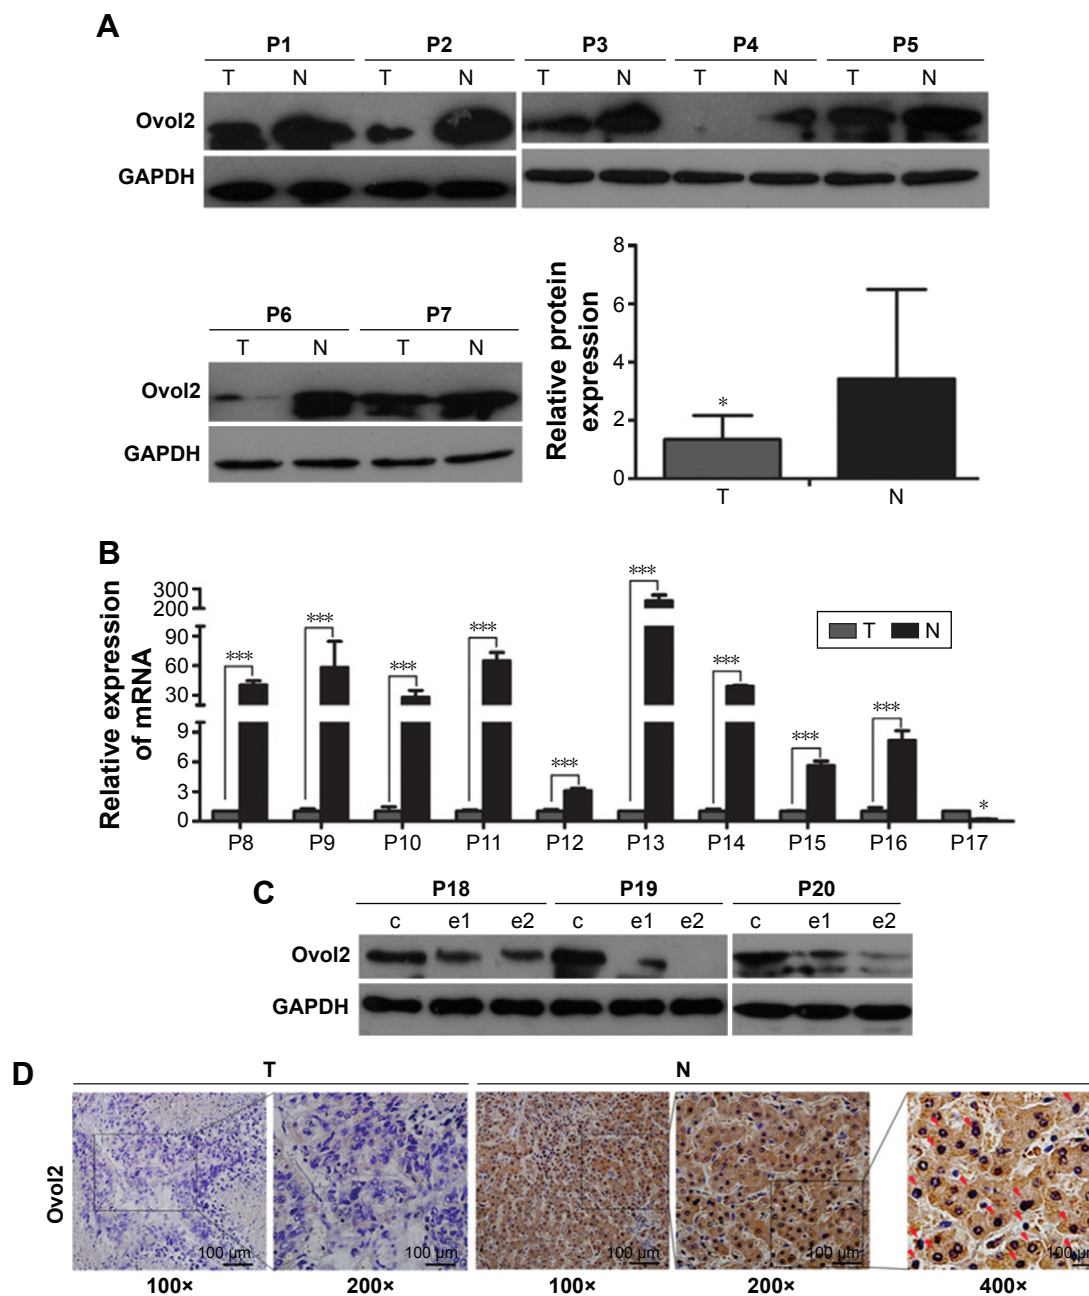 A
P1 P2 P3 P4 P5
T N T N T N T N T N
Ovol2
GAPDH
P6 P7
T N T N
Ovol2
GAPDH
Relative protein
expression
8
6
4
2
0
*
T N
B
Relative expression
of mRNA
300
200
90
60
30
9
6
3
0
*** *** *** *** *** *** *** *** *** *
T N
P8 P9 P10 P11 P12 P13 P14 P15 P16 P17
C
P18 P19 P20
c e1 e2 c e1 e2 c e1 e2
Ovol2
GAPDH
D
T N
Ovol2
100 µm 100 µm 100 µm 100 µm 100 µm
100× 200× 100× 200× 400×